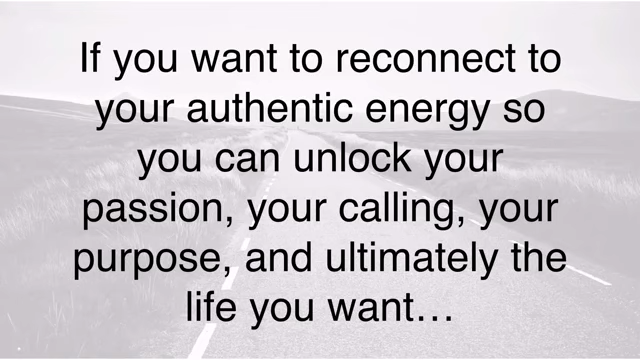 If you want to reconnect to
your authentic energy so
you can unlock your
passion, your calling, your
purpose, and ultimately the
life you want…